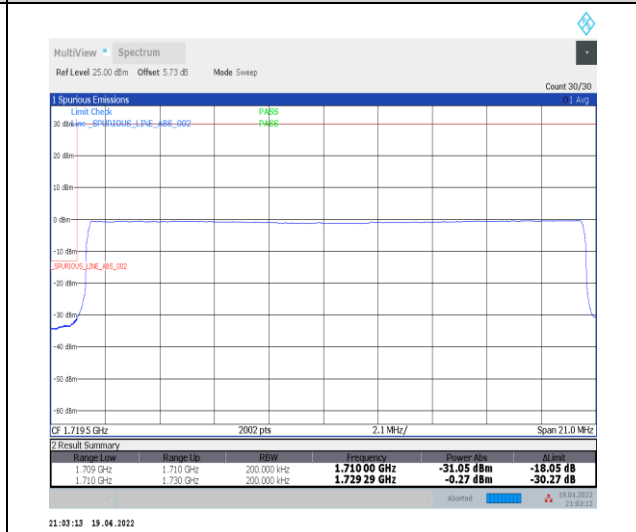 MultiView * Spectrum
Ref Level 25.00 dBm Offset 5.73 dB Mode Sweep
Count 30/30
1 Spurious Emissions 1 Avg
Limit Check PASS
Line _SPURIOUS_LINE_ABS_002 PASS
30 dBm
20 dBm
10 dBm
0 dBm
-10 dBm
_SPURIOUS_LINE_ABS_002
-20 dBm
-30 dBm
-40 dBm
-50 dBm
-60 dBm
CF 1.7195 GHz 2002 pts 2.1 MHz/ Span 21.0 MHz
2 Result Summary
Range Low Range Up RBW Frequency Power Abs ΔLimit
1.709 GHz 1.710 GHz 200.000 kHz 1.710 00 GHz -31.05 dBm -18.05 dB
1.710 GHz 1.730 GHz 200.000 kHz 1.729 29 GHz -0.27 dBm -30.27 dB
Aborted 19.04.2022
21:03:12
21:03:13 19.04.2022